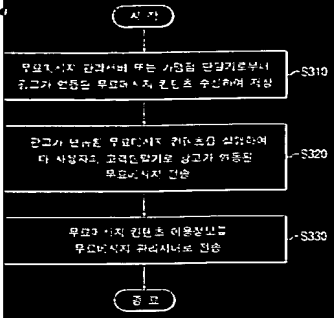 시 작
무료메시지 관리서버 또는 가맹점 단말기로부터
광고가 연동된 무료메시지 컨텐츠 수신하여 저장
S310
광고가 연동된 무료메시지 컨텐츠를 실행하여
타 사용자의 고객단말기로 광고가 연동된
무료메시지 전송
S320
무료메시지 컨텐츠 이용정보를
무료메시지 관리서버로 전송
S330
종 료